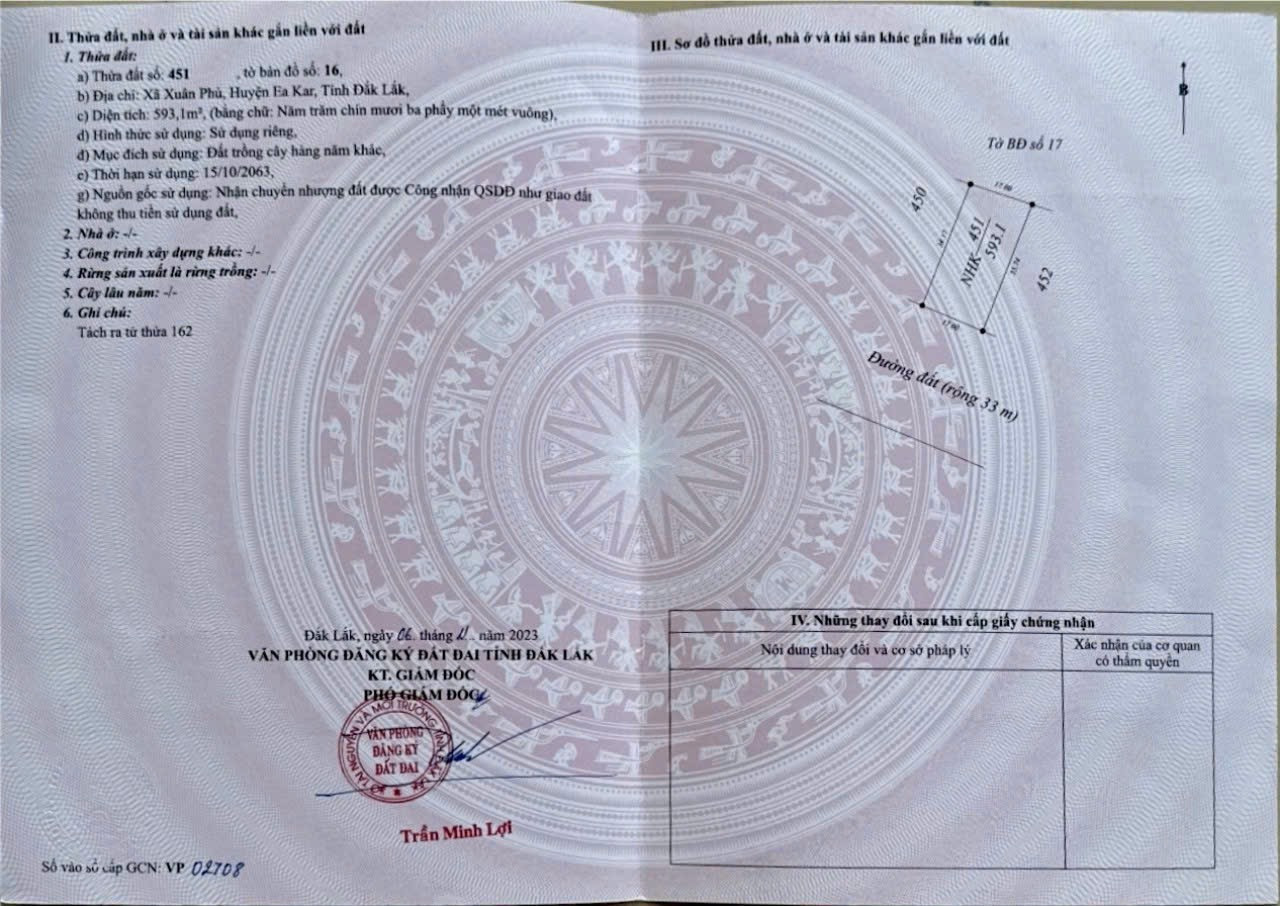 II. Thửa đất, nhà ở và tài sản khác gắn liền với đất
1. Thửa đất:
a) Thửa đất số: 451 , tờ bản đồ số: 16,
b) Địa chỉ: Xã Xuân Phú, Huyện Ea Kar, Tỉnh Đắk Lắk,
c) Diện tích: 593,1m², (bằng chữ: Năm trăm chín mươi ba phẩy một mét vuông),
d) Hình thức sử dụng: Sử dụng riêng,
đ) Mục đích sử dụng: Đất trồng cây hàng năm khác,
e) Thời hạn sử dụng: 15/10/2063,
g) Nguồn gốc sử dụng: Nhận chuyển nhượng đất được Công nhận QSDĐ như giao đất
không thu tiền sử dụng đất,
2. Nhà ở: -/-
3. Công trình xây dựng khác: -/-
4. Rừng sản xuất là rừng trồng: -/-
5. Cây lâu năm: -/-
6. Ghi chú:
Tách ra từ thửa 162
Đắk Lắk, ngày 06 tháng năm 2023
VĂN PHÒNG ĐĂNG KÝ ĐẤT ĐAI TỈNH ĐẮK LẮK
KT. GIÁM ĐỐC
PHÓ GIÁM ĐỐC
VĂN PHÒNG
ĐĂNG KÝ
ĐẤT ĐAI
Trần Minh Lợi
Số vào sổ cấp GCN: VP 02708
III. Sơ đồ thửa đất, nhà ở và tài sản khác gắn liền với đất
B
Tờ BĐ số 17
17.00
450
NHK 451
593.1
452
17.00
Đường đất (rộng 33 m)
IV. Những thay đổi sau khi cấp giấy chứng nhận
Nội dung thay đổi và cơ sở pháp lý
Xác nhận của cơ quan
có thẩm quyền